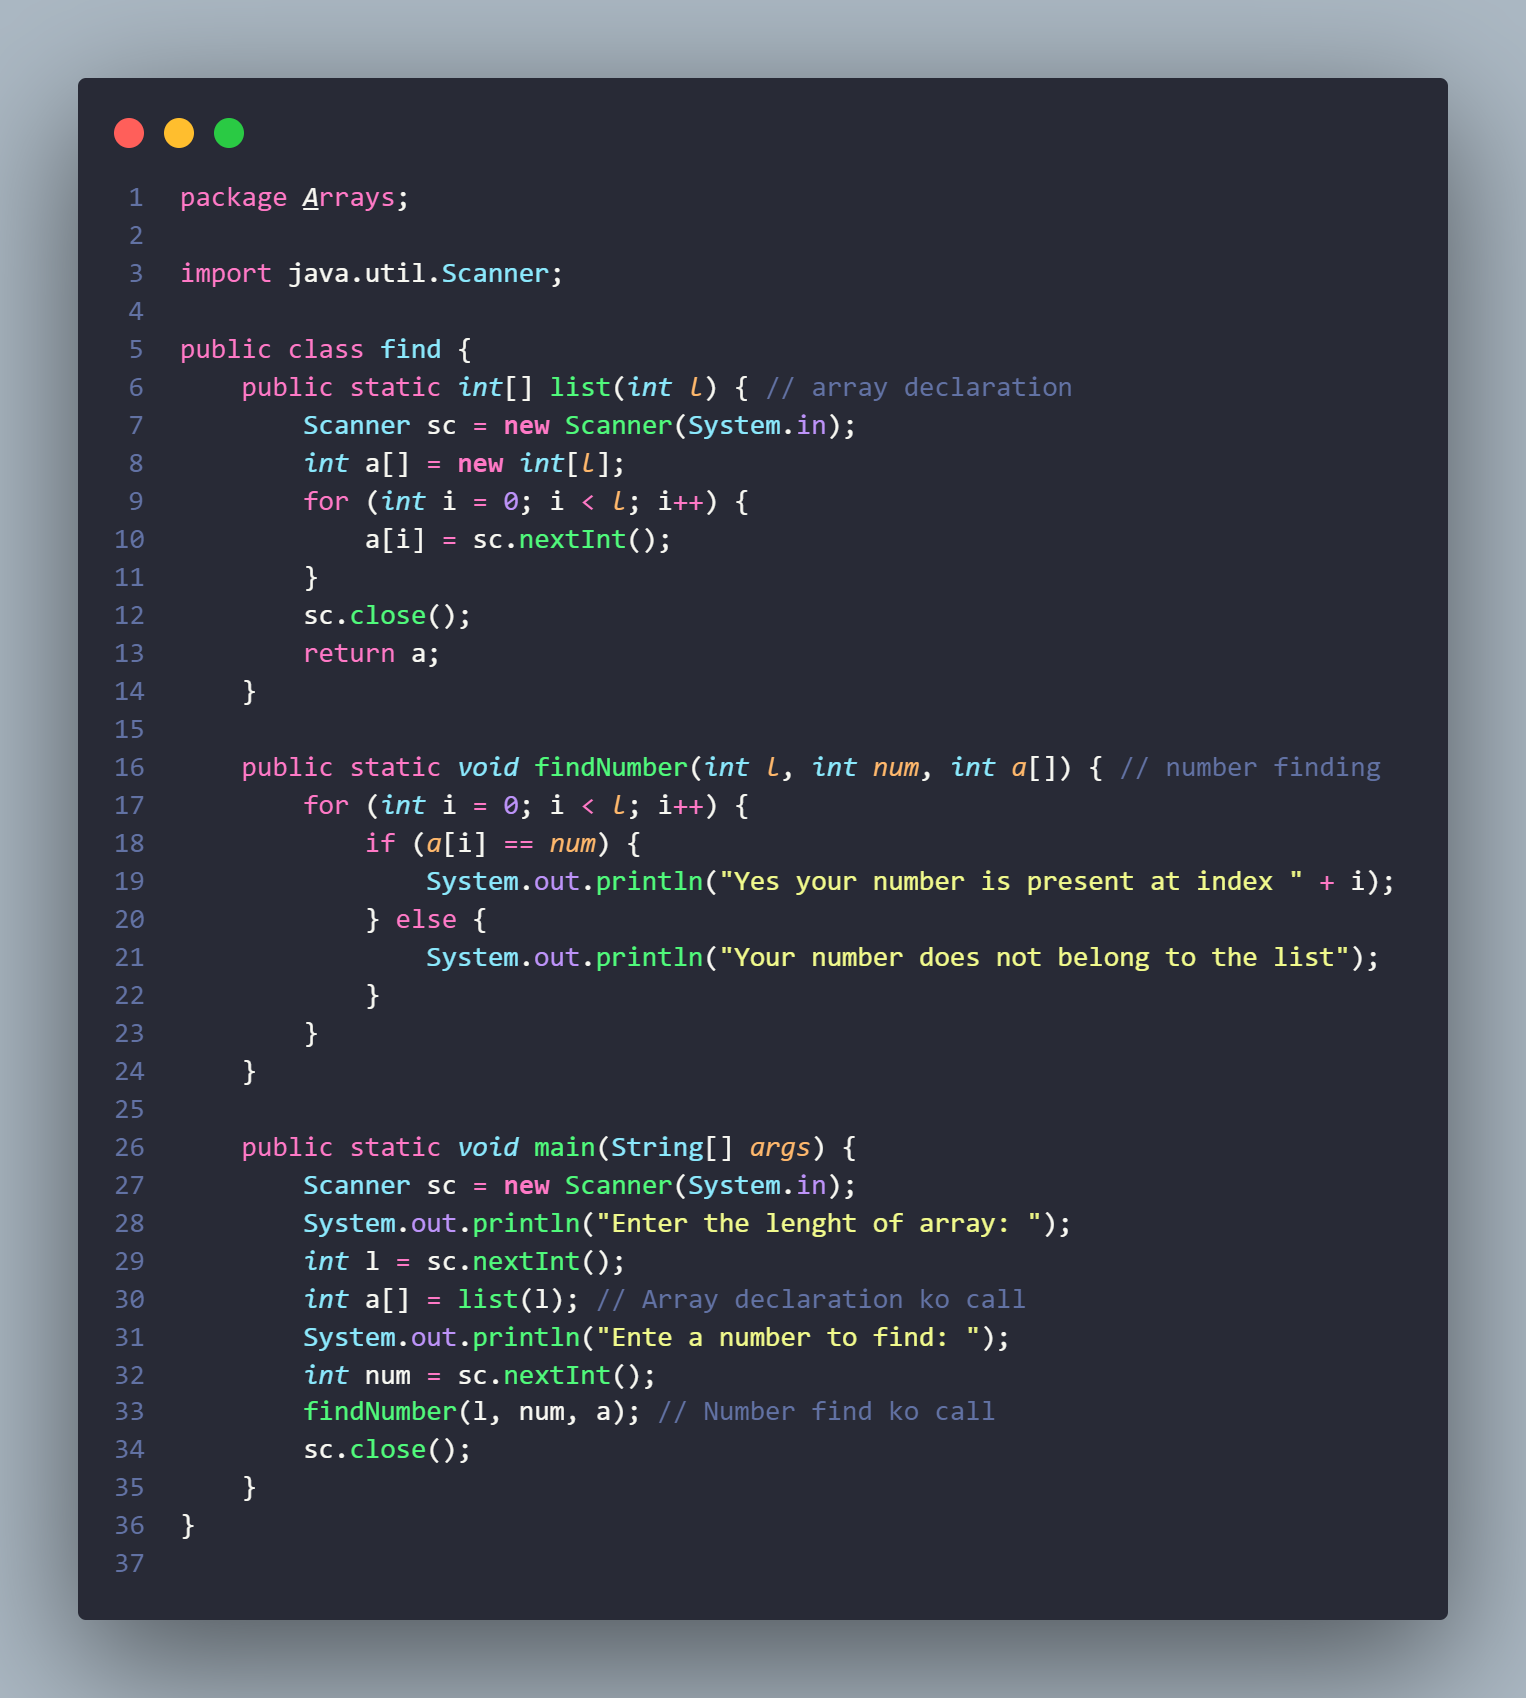 1 package Arrays;
2
3 import java.util.Scanner;
4
5 public class find {
6     public static int[] list(int l) { // array declaration
7         Scanner sc = new Scanner(System.in);
8         int a[] = new int[l];
9         for (int i = 0; i < l; i++) {
10             a[i] = sc.nextInt();
11         }
12         sc.close();
13         return a;
14     }
15
16     public static void findNumber(int l, int num, int a[]) { // number finding
17         for (int i = 0; i < l; i++) {
18             if (a[i] == num) {
19                 System.out.println("Yes your number is present at index " + i);
20             } else {
21                 System.out.println("Your number does not belong to the list");
22             }
23         }
24     }
25
26     public static void main(String[] args) {
27         Scanner sc = new Scanner(System.in);
28         System.out.println("Enter the lenght of array: ");
29         int l = sc.nextInt();
30         int a[] = list(l); // Array declaration ko call
31         System.out.println("Ente a number to find: ");
32         int num = sc.nextInt();
33         findNumber(l, num, a); // Number find ko call
34         sc.close();
35     }
36 }
37